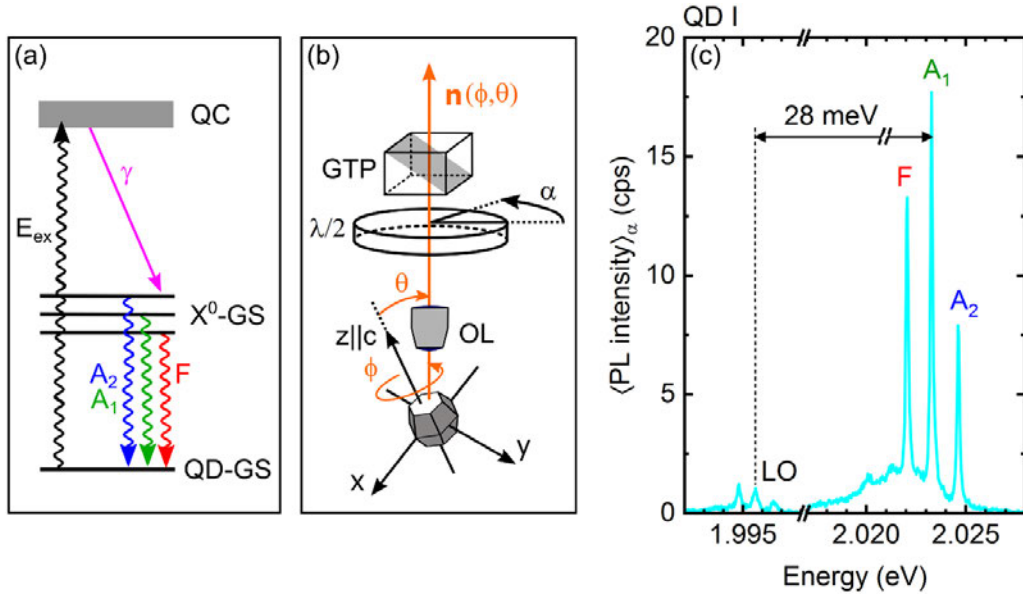 (a)
QC
γ
E_ex
X⁰-GS
A₂
A₁
F
QD-GS
(b)
n(ϕ,θ)
GTP
α
λ/2
θ
z||c
OL
ϕ
y
x
QD I
(c)
20
15
10
5
0
⟨PL intensity⟩_α (cps)
A₁
28 meV
F
A₂
LO
1.995
2.020
2.025
Energy (eV)